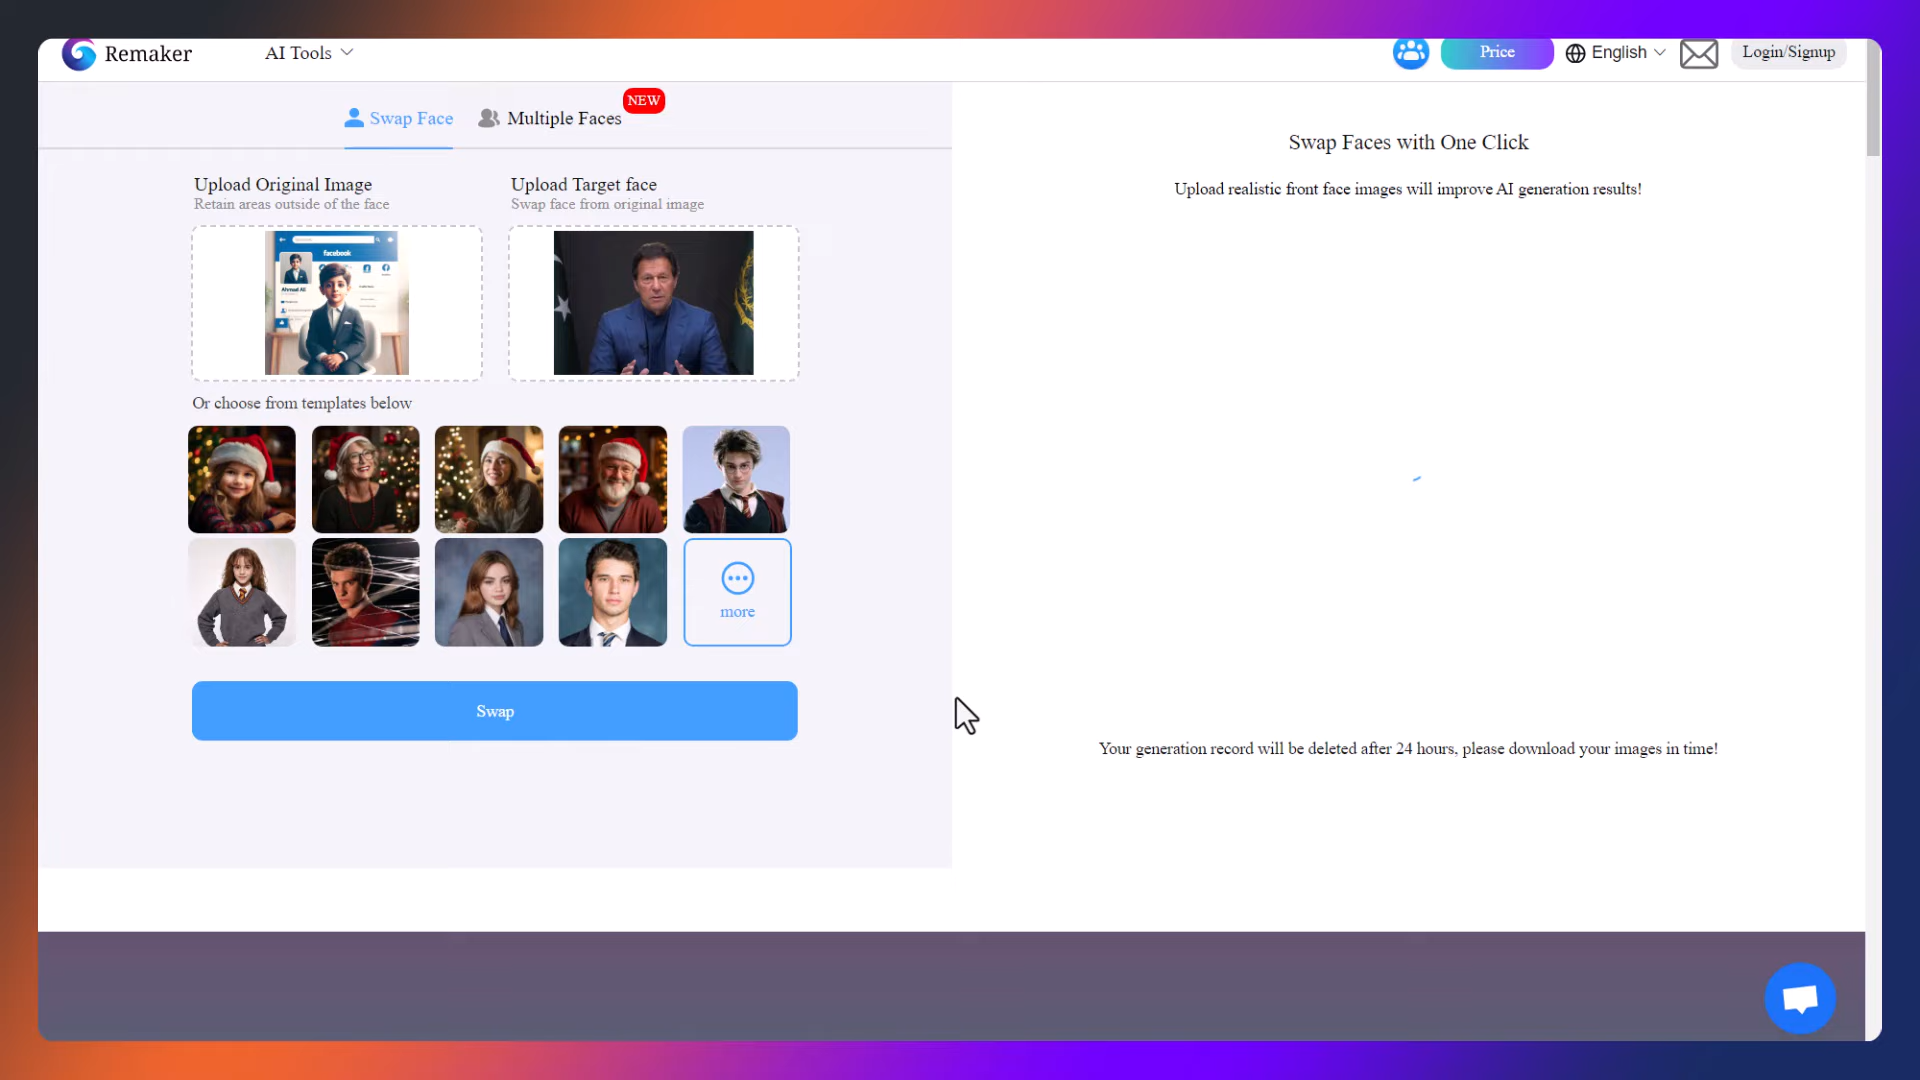 Remaker
AI Tools
Price
English
Login/Signup
Swap Face
Multiple Faces
NEW
Upload Original Image
Retain areas outside of the face
Upload Target face
Swap face from original image
facebook
Ahmad Ali
Or choose from templates below
more
Swap
Swap Faces with One Click
Upload realistic front face images will improve AI generation results!
Your generation record will be deleted after 24 hours, please download your images in time!